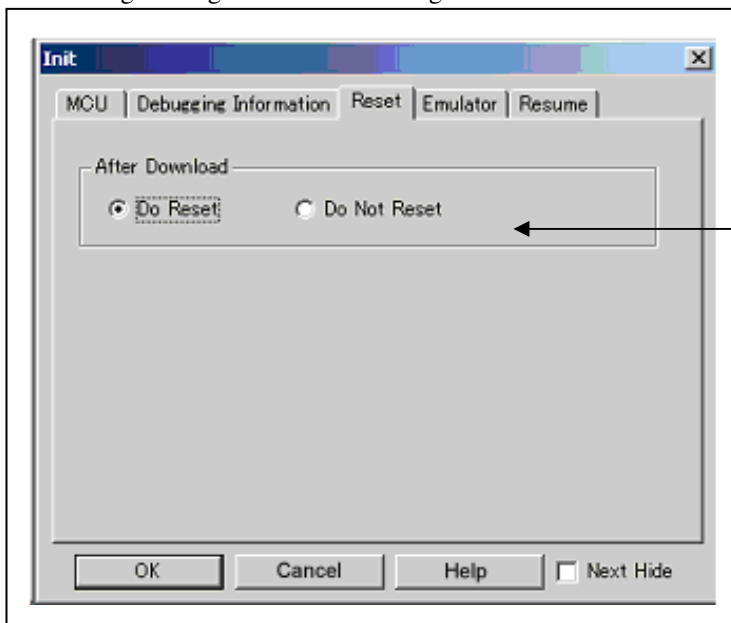 Init
MCU Debugging Information Reset Emulator Resume
After Download
Do Reset Do Not Reset
OK Cancel Help Next Hide